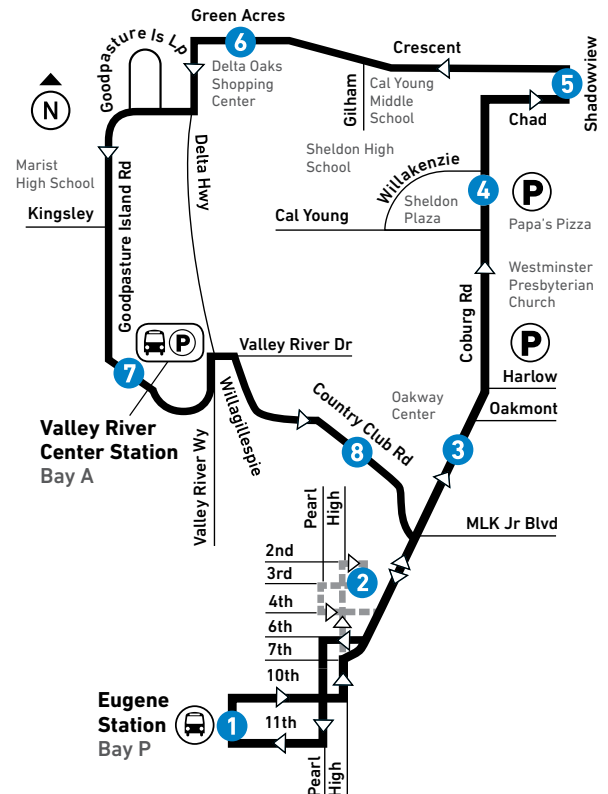 Green Acres
6
Goodpasture Is Lp
Delta Oaks
Shopping
Center
Crescent
5
Shadowview
Chad
Gilham
Cal Young
Middle
School
N
Sheldon High
School
Delta Hwy
Marist
High School
Willakenzie
4
P
Sheldon
Plaza
Papa's Pizza
Kingsley
Cal Young
Goodpasture Island Rd
Westminster
Presbyterian
Church
Coburg Rd
P
P
Valley River Dr
7
Harlow
Willagillespie
Oakway
Center
Oakmont
Country Club Rd
Valley River
Center Station
Bay A
8
3
Valley River Wy
Pearl
High
MLK Jr Blvd
2nd
2
3rd
4th
6th
7th
10th
Eugene
Station
Bay P
1
11th
Pearl
High